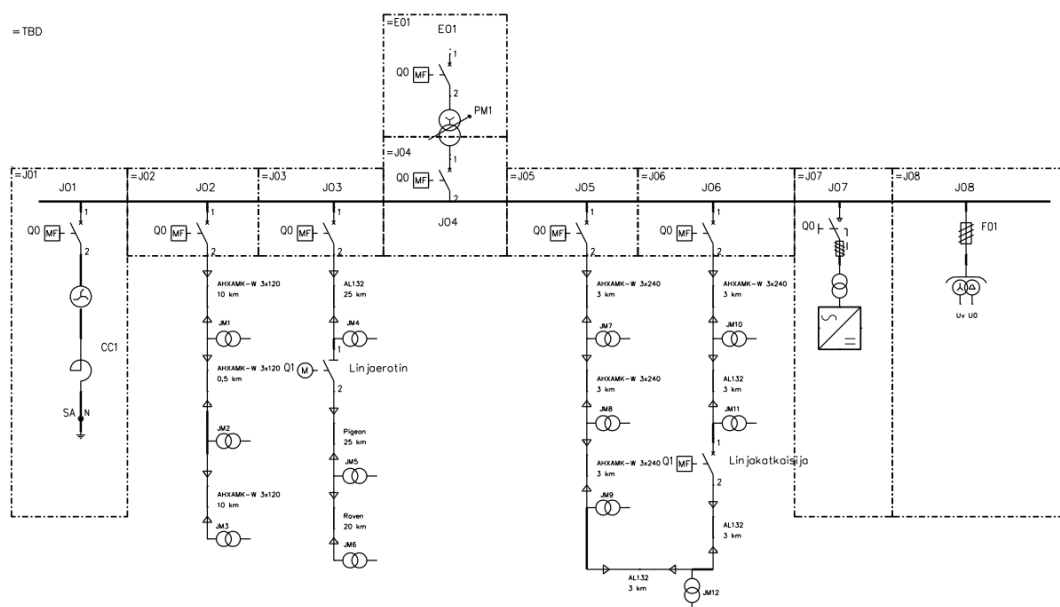 =TBD
=E01
E01
1
Q0 MF
2
PM1
=J04
1
Q0 MF
2
J04
=J01
J01
1
Q0 MF
2
CC1
SA N
=J02
J02
1
Q0 MF
2
AHXAMK-W 3x120
10 km
JM1
AHXAMK-W 3x120
0,5 km
JM2
AHXAMK-W 3x120
10 km
JM3
=J03
J03
1
Q0 MF
2
AL132
25 km
JM4
1
Q1 M
Linjaerotin
2
Pigeon
25 km
JM5
Raven
20 km
JM6
=J05
J05
1
Q0 MF
2
AHXAMK-W 3x240
3 km
JM7
AHXAMK-W 3x240
3 km
JM8
AHXAMK-W 3x240
3 km
JM9
AL132
3 km
=J06
J06
1
Q0 MF
2
AHXAMK-W 3x240
3 km
JM10
AL132
3 km
JM11
1
Q1 MF
Linjakatkaisija
2
AL132
3 km
JM12
=J07
J07
Q0
=J08
J08
F01
Uv U0